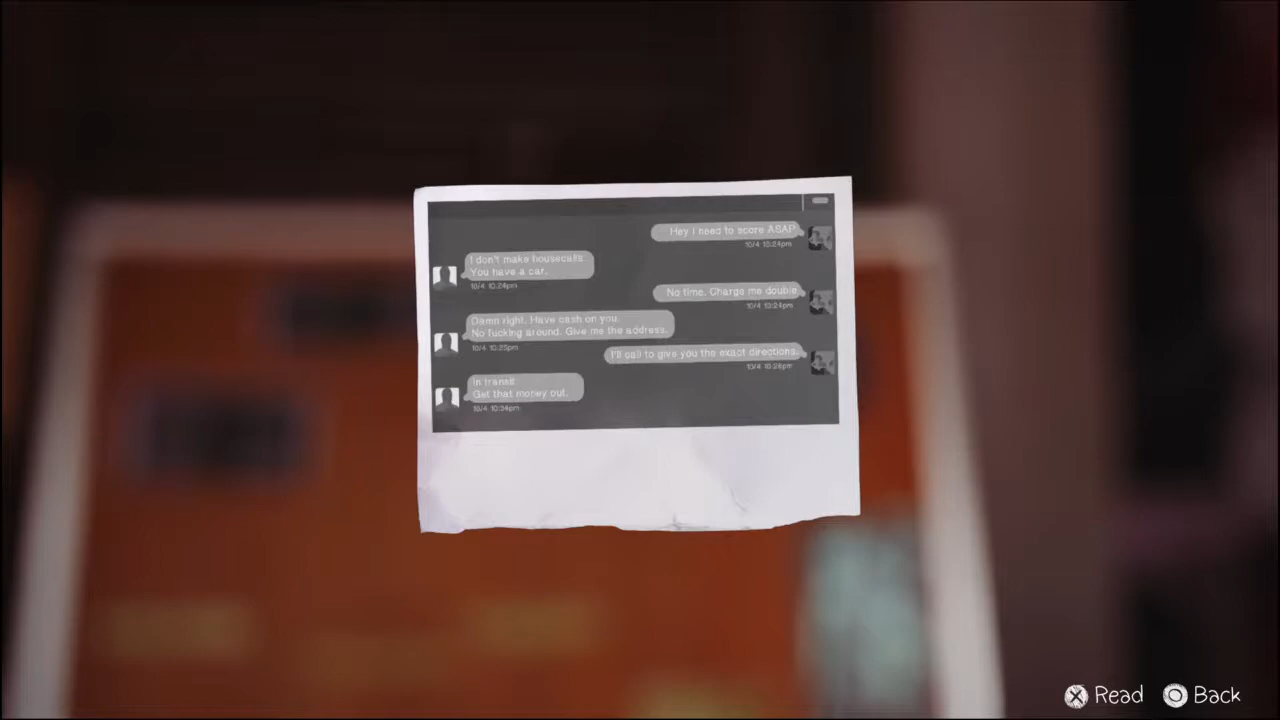 Hey I need to score ASAP
10/4 10:24pm
I don't make housecalls.
You have a car.
10/4 10:24pm
No time. Charge me double
10/4 10:24pm
Damn right. Have cash on you.
No fucking around. Give me the address.
10/4 10:25pm
I'll call to give you the exact directions.
10/4 10:26pm
In transit
Get that money out.
10/4 10:34pm
Read
Back